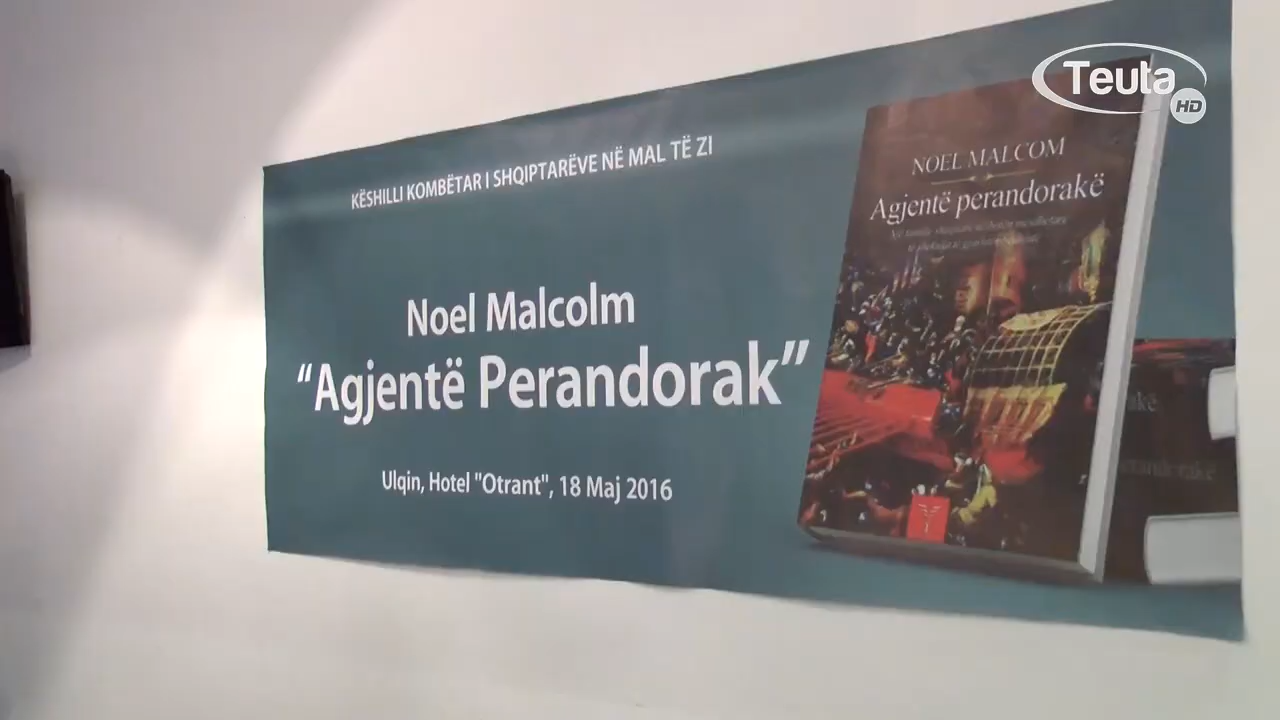 Teuta
HD
KËSHILLI KOMBËTAR I SHQIPTARËVE NË MAL TË ZI
Noel Malcolm
“Agjentë Perandorak”
Ulqin, Hotel "Otrant", 18 Maj 2016
NOEL MALCOM
Agjentë perandorakë